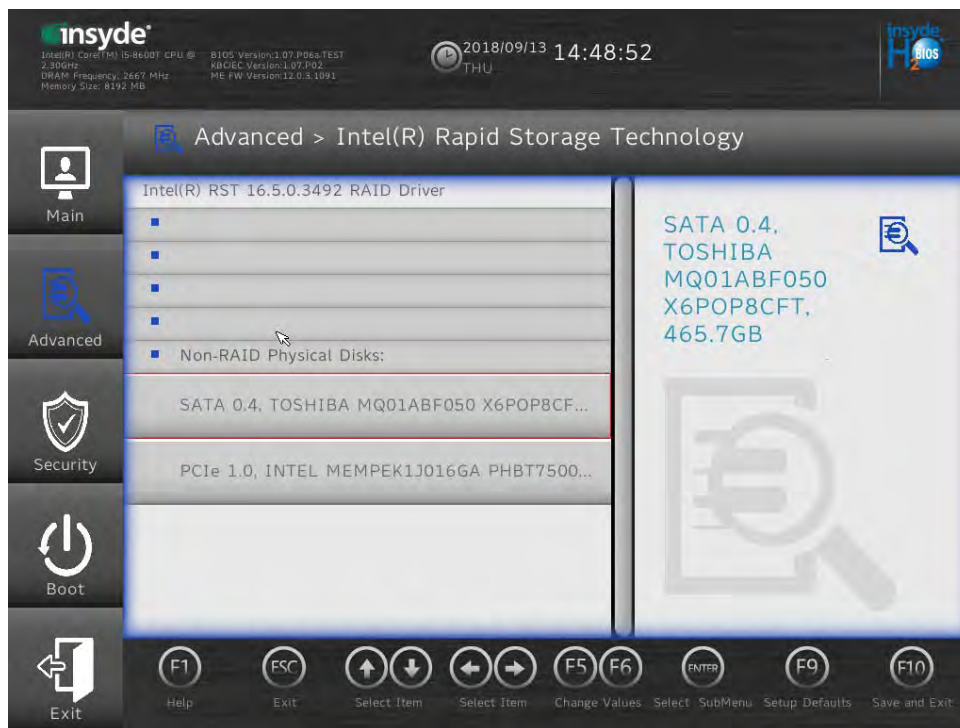 insyde®
Intel(R) Core(TM) i5-8600T CPU @
2.30GHz
DRAM Frequency: 2667 MHz
Memory Size: 8192 MB
BIOS Version:1.07.P06a.TEST
KBC/EC Version:1.07.P02
ME FW Version:12.0.3.1091
2018/09/13 14:48:52
THU
insyde
H2
BIOS
Advanced > Intel(R) Rapid Storage Technology
Main
Advanced
Security
Boot
Exit
Intel(R) RST 16.5.0.3492 RAID Driver
Non-RAID Physical Disks:
SATA 0.4, TOSHIBA MQ01ABF050 X6POP8CF...
PCIe 1.0, INTEL MEMPEK1J016GA PHBT7500...
SATA 0.4,
TOSHIBA
MQ01ABF050
X6POP8CFT,
465.7GB
F1
Help
ESC
Exit
Select Item
Select Item
F5 F6
Change Values
ENTER
Select SubMenu
F9
Setup Defaults
F10
Save and Exit